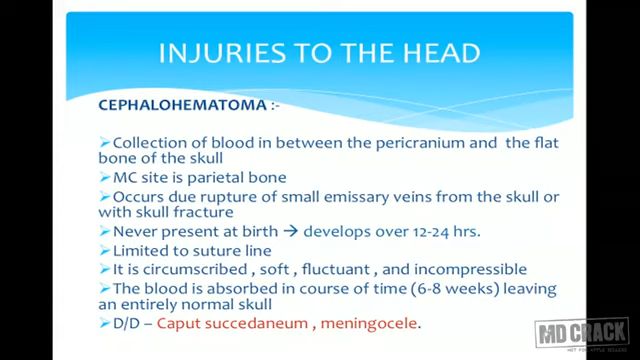 INJURIES TO THE HEAD
CEPHALOHEMATOMA :-
➢Collection of blood in between the pericranium and the flat
bone of the skull
➢MC site is parietal bone
➢Occurs due rupture of small emissary veins from the skull or
with skull fracture
➢Never present at birth → develops over 12-24 hrs.
➢Limited to suture line
➢It is circumscribed , soft , fluctuant , and incompressible
➢The blood is absorbed in course of time (6-8 weeks) leaving
an entirely normal skull
➢D/D – Caput succedaneum , meningocele.
MD CRACK